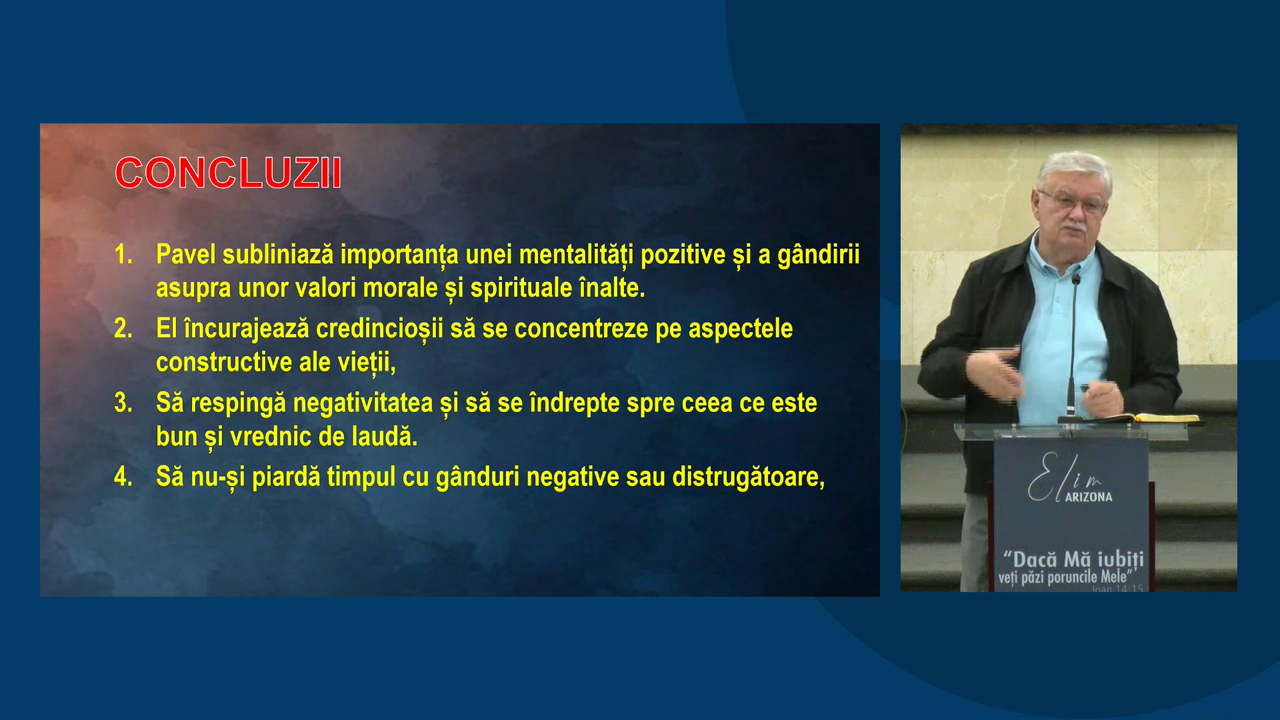 CONCLUZII
1. Pavel subliniază importanța unei mentalități pozitive și a gândirii
asupra unor valori morale și spirituale înalte.
2. El încurajează credincioșii să se concentreze pe aspectele
constructive ale vieții,
3. Să respingă negativitatea și să se îndrepte spre ceea ce este
bun și vrednic de laudă.
4. Să nu-și piardă timpul cu gânduri negative sau distrugătoare,
Elim
ARIZONA
“Dacă Mă iubiți
veți păzi poruncile Mele”
Ioan 14:15